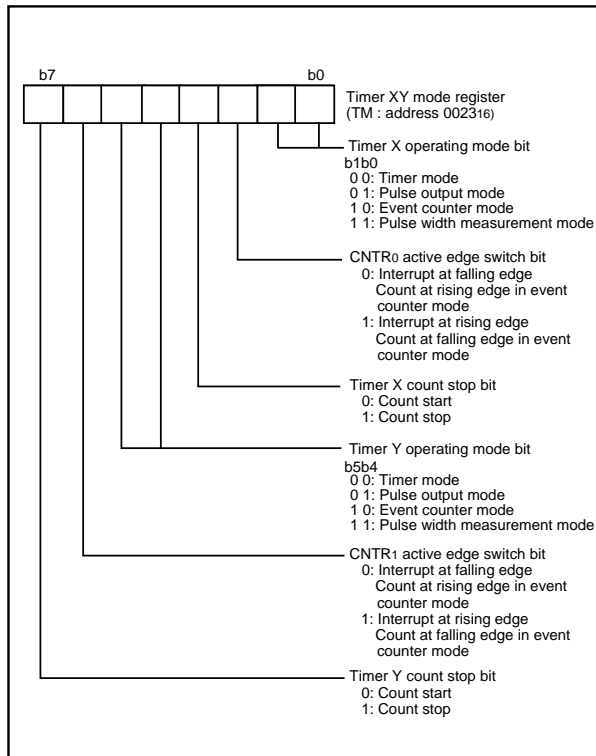 b7 b0
Timer XY mode register
(TM : address 002316)
Timer X operating mode bit
b1b0
0 0: Timer mode
0 1: Pulse output mode
1 0: Event counter mode
1 1: Pulse width measurement mode
CNTR0 active edge switch bit
0: Interrupt at falling edge
Count at rising edge in event
counter mode
1: Interrupt at rising edge
Count at falling edge in event
counter mode
Timer X count stop bit
0: Count start
1: Count stop
Timer Y operating mode bit
b5b4
0 0: Timer mode
0 1: Pulse output mode
1 0: Event counter mode
1 1: Pulse width measurement mode
CNTR1 active edge switch bit
0: Interrupt at falling edge
Count at rising edge in event
counter mode
1: Interrupt at rising edge
Count at falling edge in event
counter mode
Timer Y count stop bit
0: Count start
1: Count stop